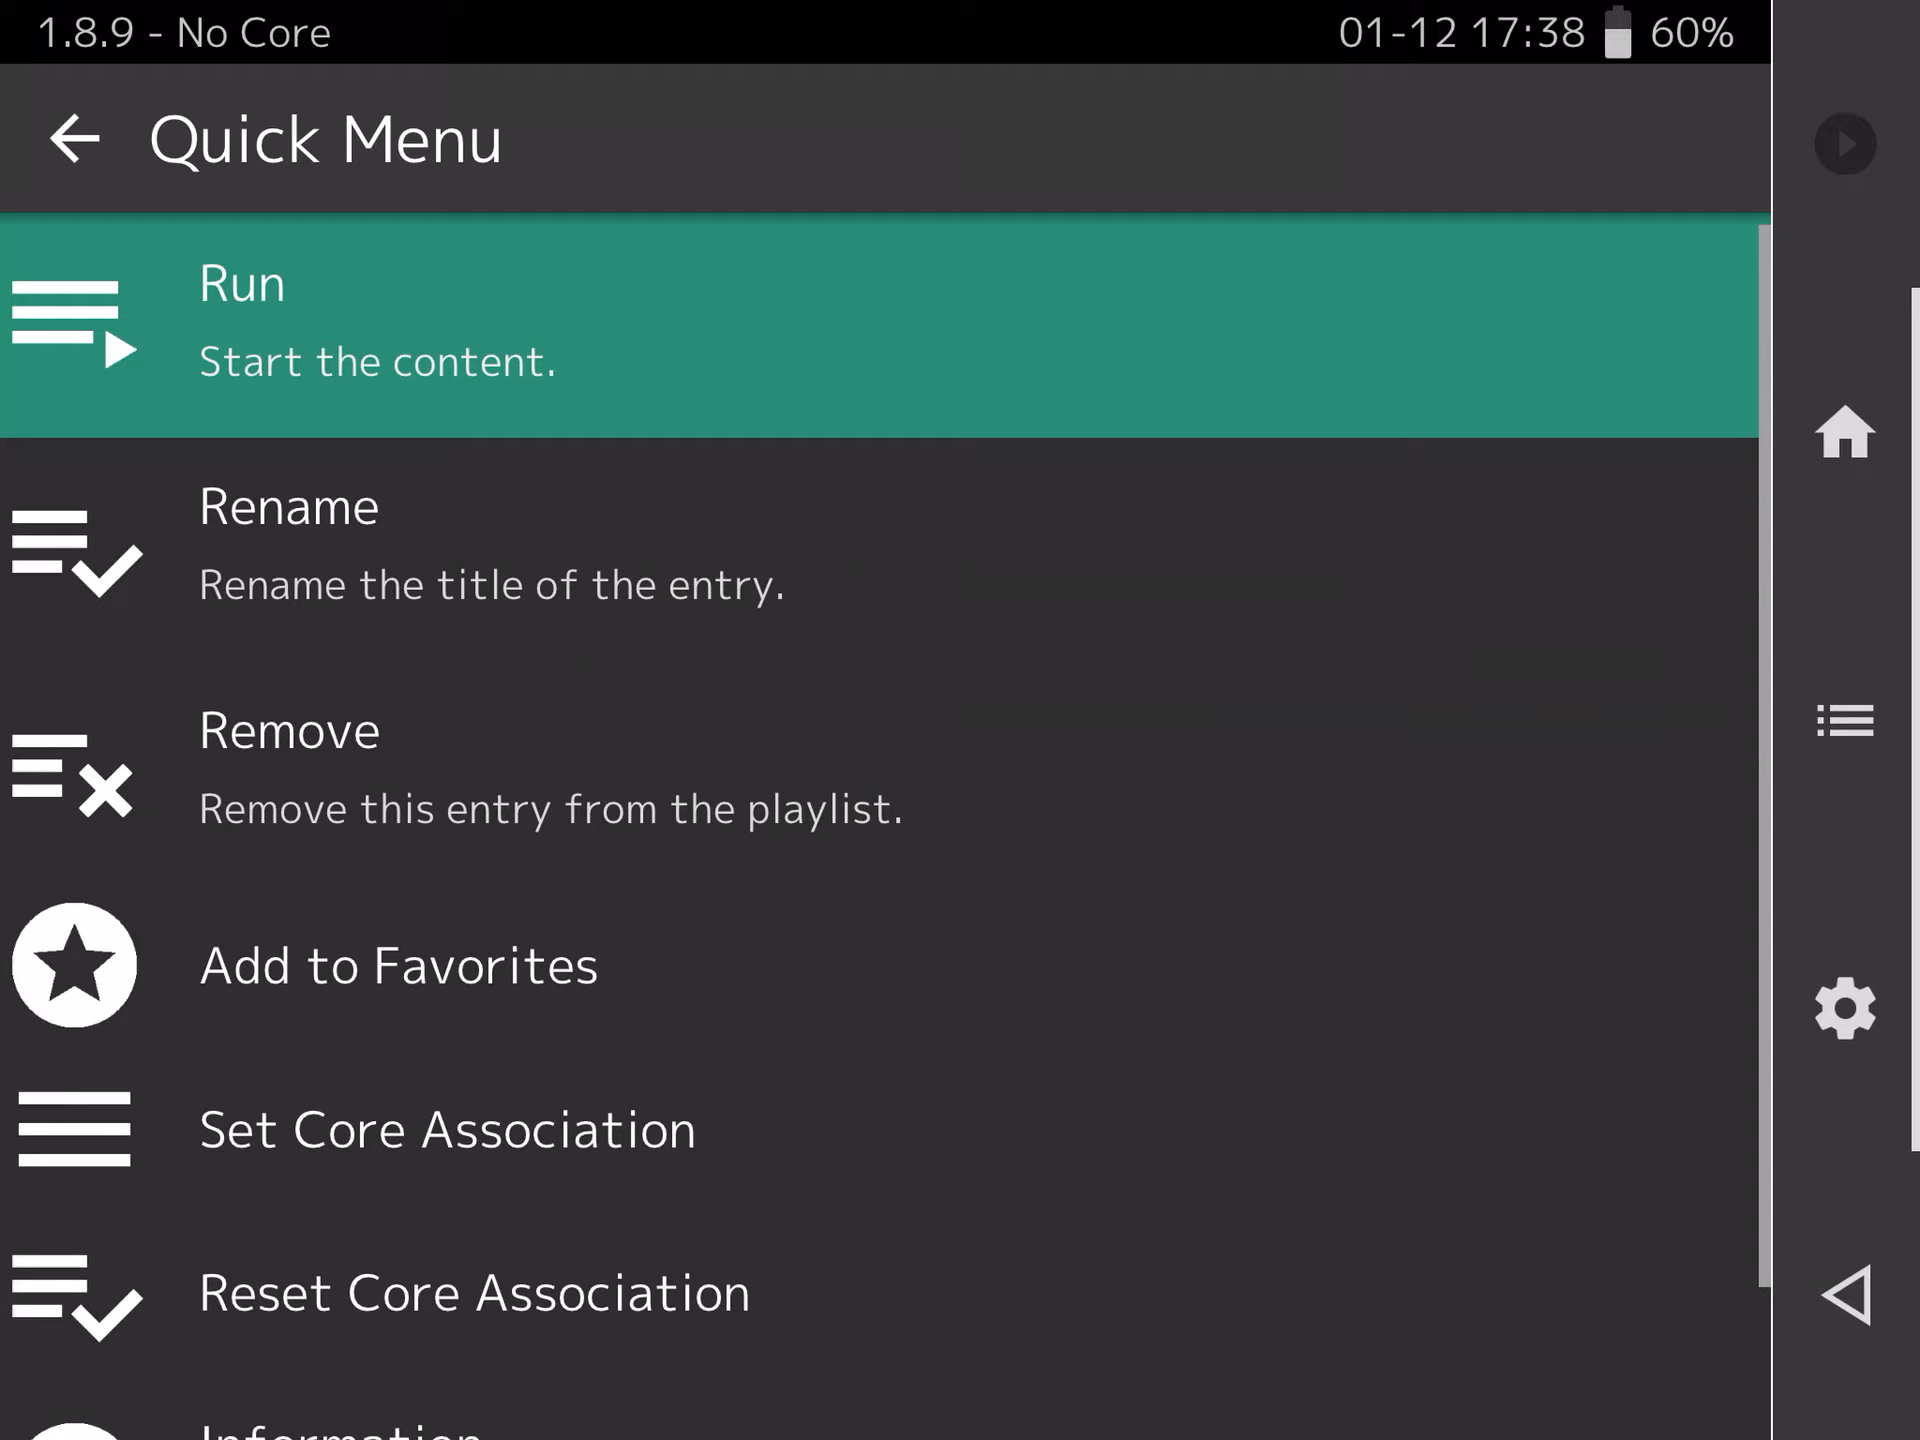 1.8.9 - No Core
01-12 17:38 60%
Quick Menu
Run
Start the content.
Rename
Rename the title of the entry.
Remove
Remove this entry from the playlist.
Add to Favorites
Set Core Association
Reset Core Association
Information